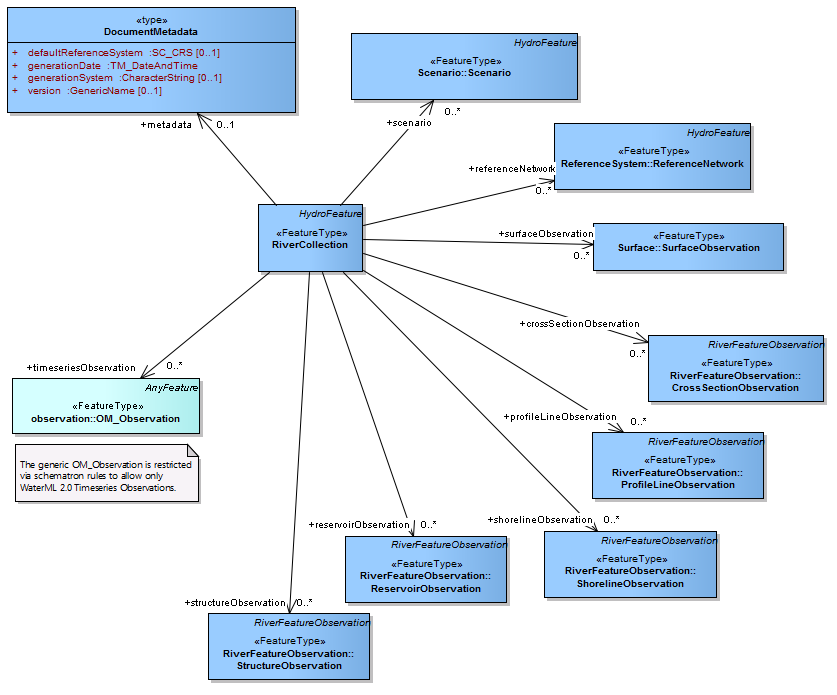 «type»
DocumentMetadata
+ defaultReferenceSystem :SC_CRS [0..1]
+ generationDate :TM_DateAndTime
+ generationSystem :CharacterString [0..1]
+ version :GenericName [0..1]
HydroFeature
«FeatureType»
Scenario::Scenario
+metadata
0..1
+scenario
0..*
HydroFeature
«FeatureType»
ReferenceSystem::ReferenceNetwork
+referenceNetwork
0..*
HydroFeature
«FeatureType»
RiverCollection
+surfaceObservation
0..*
«FeatureType»
Surface::SurfaceObservation
+crossSectionObservation
0..*
RiverFeatureObservation
«FeatureType»
RiverFeatureObservation::
CrossSectionObservation
+timeseriesObservation
0..*
AnyFeature
«FeatureType»
observation::OM_Observation
The generic OM_Observation is restricted
via schematron rules to allow only
WaterML 2.0 Timeseries Observations.
+profileLineObservation
0..*
RiverFeatureObservation
«FeatureType»
RiverFeatureObservation::
ProfileLineObservation
+reservoirObservation
0..*
RiverFeatureObservation
«FeatureType»
RiverFeatureObservation::
ReservoirObservation
+shorelineObservation
0..*
RiverFeatureObservation
«FeatureType»
RiverFeatureObservation::
ShorelineObservation
+structureObservation
0..*
RiverFeatureObservation
«FeatureType»
RiverFeatureObservation::
StructureObservation